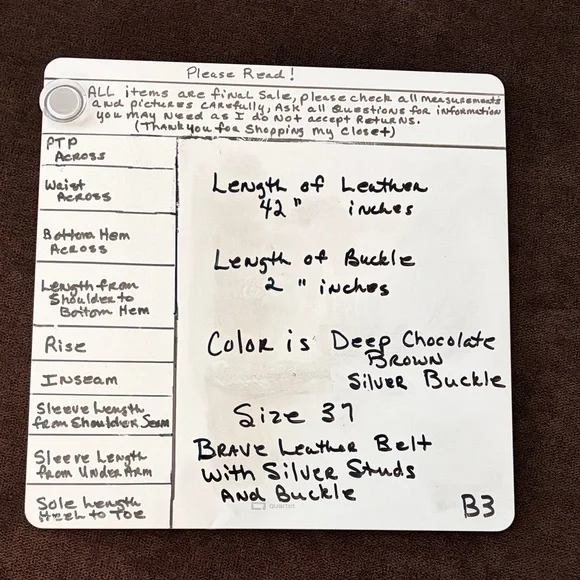 Please Read!
ALL items are final Sale, please check all measurements
and pictures carefully, Ask all Questions for information
you may Need as I do Not accept Returns.
(Thank you for Shopping my Closet)
PTP
Across
Waist
Across
Bottom Hem
Across
Length from
Shoulder to
Bottom Hem
Rise
Inseam
Sleeve Length
from Shoulder Seam
Sleeve Length
from Under Arm
Sole Length
Heel to Toe
Length of Leather
42" inches
Length of Buckle
2 " inches
Color is Deep Chocolate
Brown
Silver Buckle
Size 37
Brave Leather Belt
with Silver Studs
And Buckle
quartet
B3